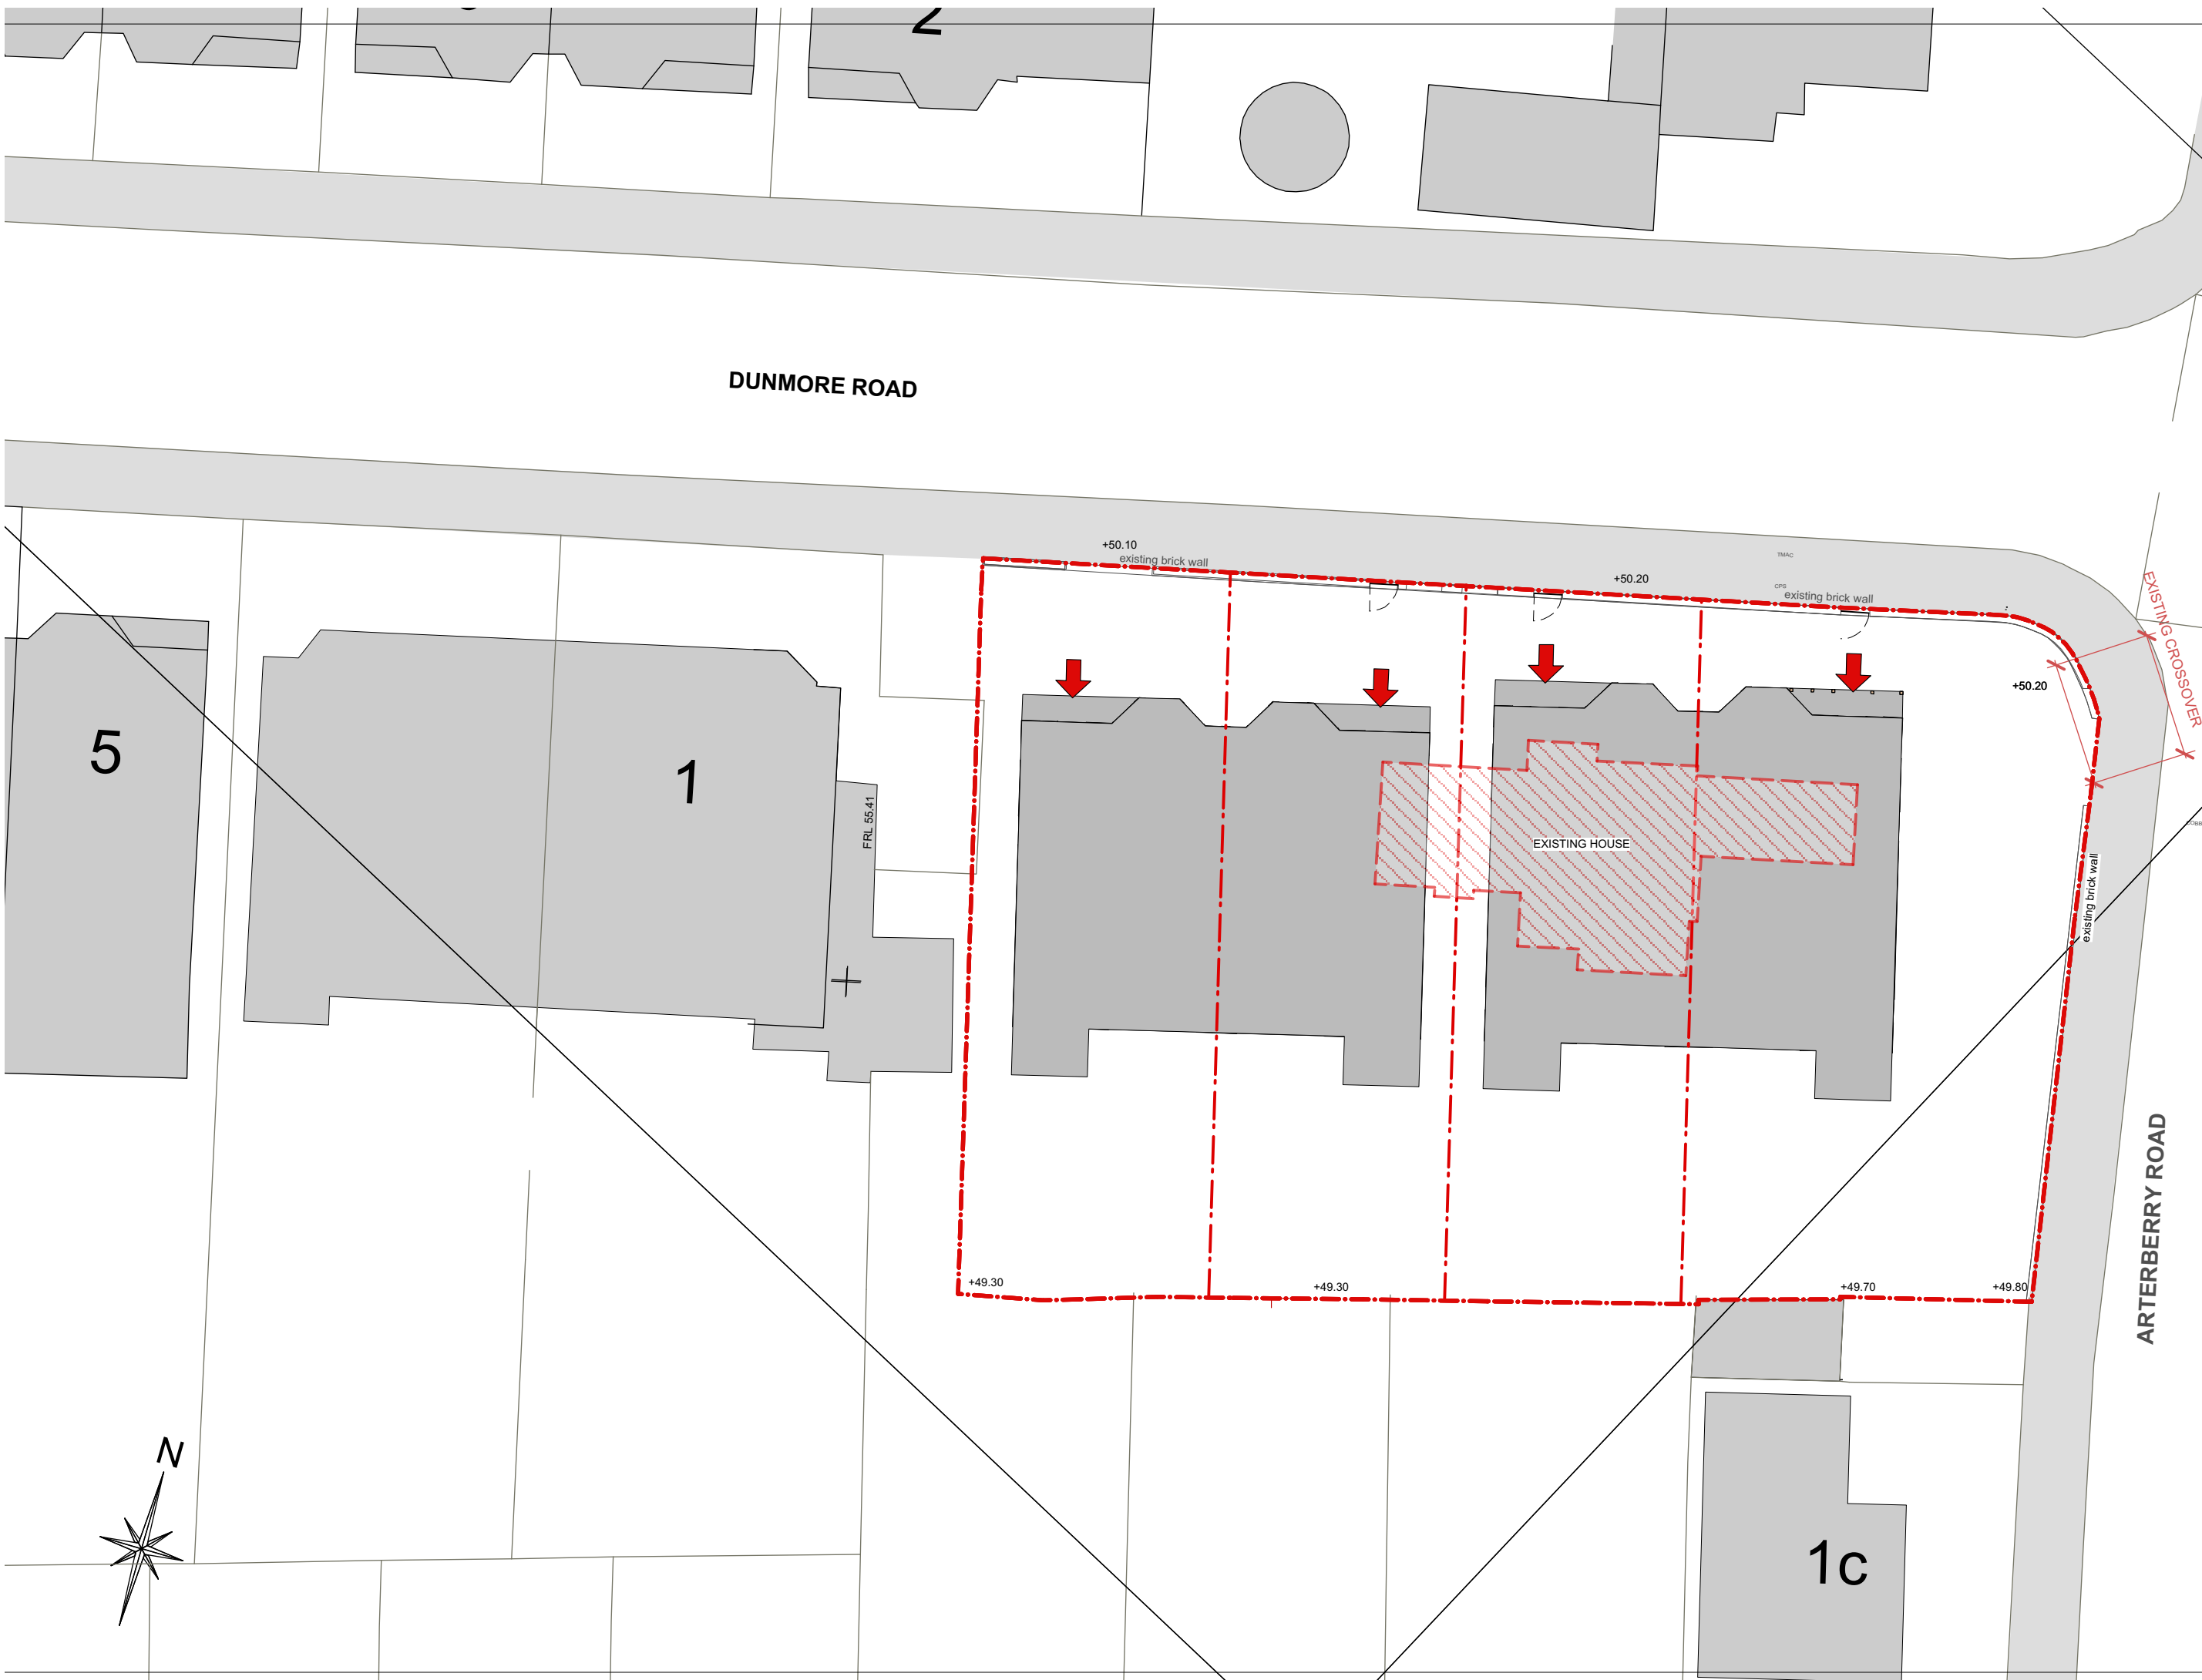 2
DUNMORE ROAD
+50.10
existing brick wall
TMAC
+50.20
CPS
existing brick wall
EXISTING CROSSOVER
+50.20
5
1
FRL 55.41
EXISTING HOUSE
existing brick wall
ARTERBERRY ROAD
+49.30
+49.30
+49.70
+49.80
N
1c